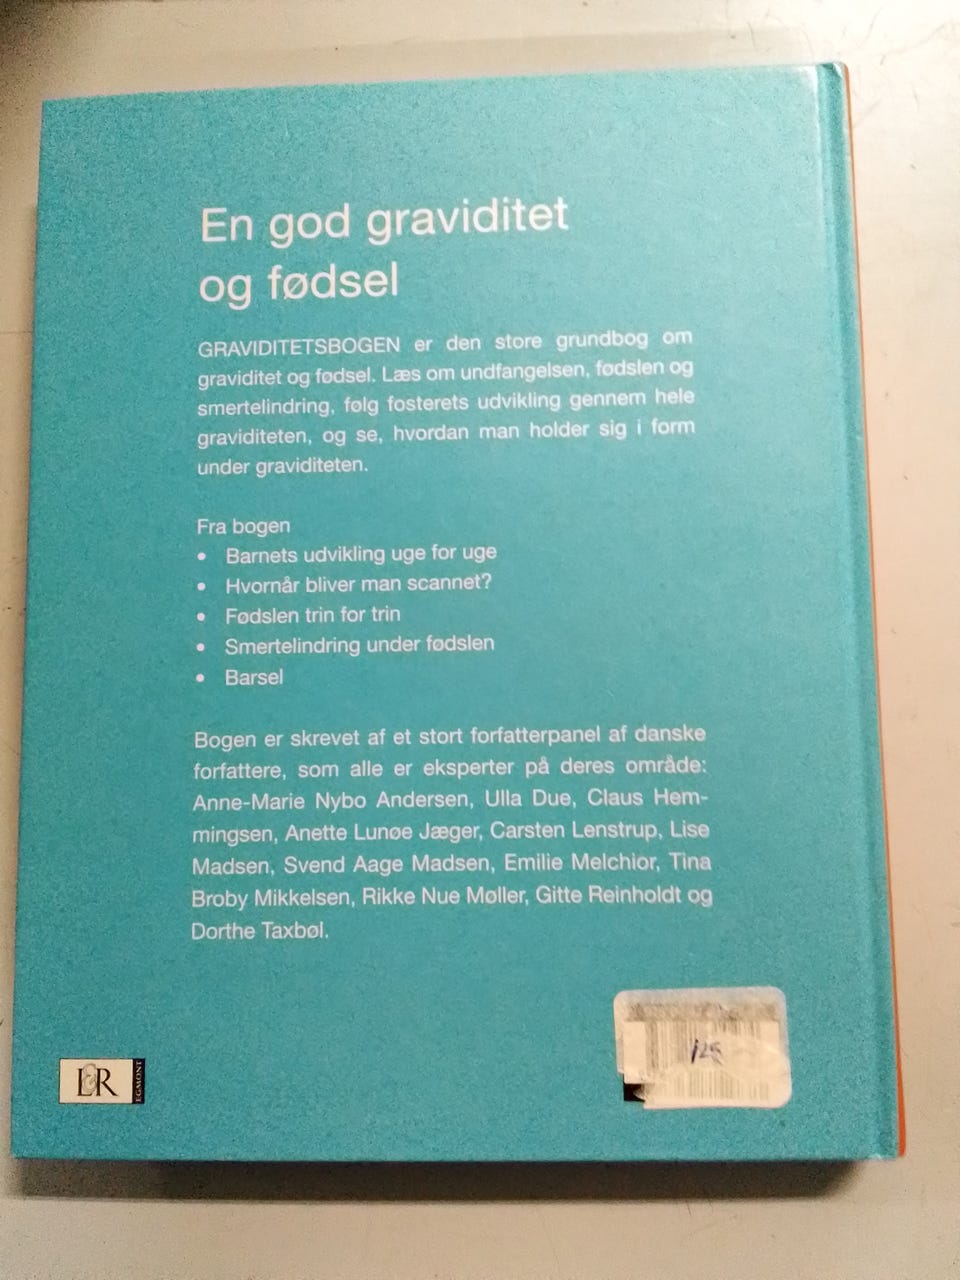 En god graviditet
og fødsel
GRAVIDITETSBOGEN er den store grundbog om
graviditet og fødsel. Læs om undfangelsen, fødslen og
smertelindring, følg fosterets udvikling gennem hele
graviditeten, og se, hvordan man holder sig i form
under graviditeten.
Fra bogen
• Barnets udvikling uge for uge
• Hvornår bliver man scannet?
• Fødslen trin for trin
• Smertelindring under fødslen
• Barsel
Bogen er skrevet af et stort forfatterpanel af danske
forfattere, som alle er eksperter på deres område:
Anne-Marie Nybo Andersen, Ulla Due, Claus Hem-
mingsen, Anette Lunøe Jæger, Carsten Lenstrup, Lise
Madsen, Svend Aage Madsen, Emilie Melchior, Tina
Broby Mikkelsen, Rikke Nue Møller, Gitte Reinholdt og
Dorthe Taxbøl.
L&R EGMONT